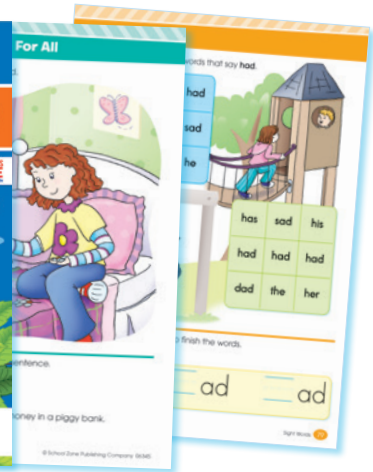 For All
d.
entence.
oney in a piggy bank.
© School Zone Publishing Company 06345
ords that say had.
had
sad
he
has sad his
had had had
dad the her
o finish the words.
ad ad
Sight Words